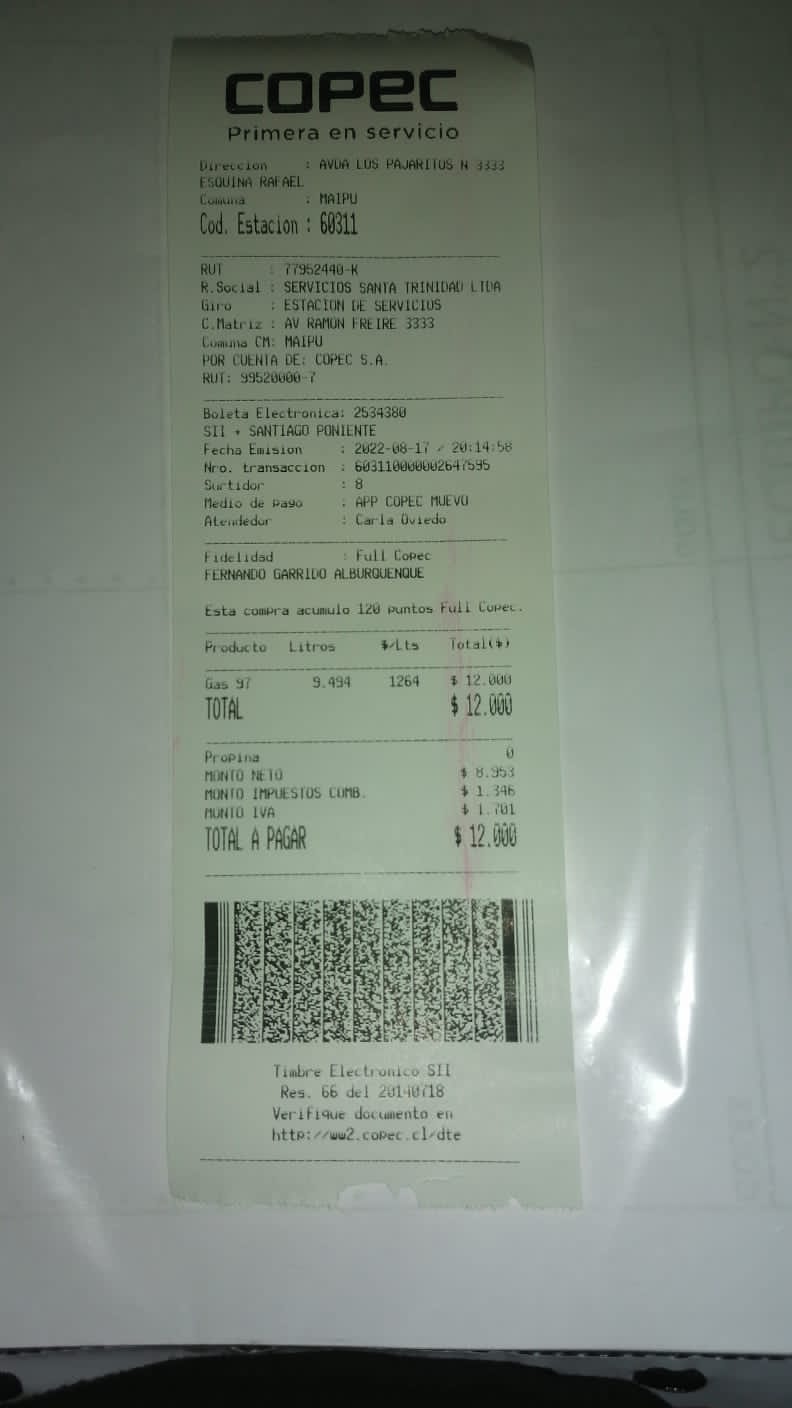 COPEC
Primera en servicio
Direccion : AVDA LOS PAJARITOS N 3333
ESQUINA RAFAEL
Comuna : MAIPU
Cod. Estacion : 60311
RUT : 77952440-K
R.Social : SERVICIOS SANTA TRINIDAD LTDA
Giro : ESTACION DE SERVICIOS
C.Matriz : AV RAMON FREIRE 3333
Comuna CM: MAIPU
POR CUENTA DE: COPEC S.A.
RUT: 99520000-7
Boleta Electronica: 2534380
SII + SANTIAGO PONIENTE
Fecha Emision : 2022-08-17 / 20:14:58
Nro. transaccion : 603110000002647595
Surtidor : 8
Medio de pago : APP COPEC MUEVO
Atendedor : Carla Oviedo
Fidelidad : Full Copec
FERNANDO GARRIDO ALBURQUENQUE
Esta compra acumulo 120 puntos Full Copec.
Producto Litros $/Lts Total($)
Gas 97 9.494 1264 $ 12.000
TOTAL $ 12.000
Propina 0
MONTO NETO $ 8.953
MONTO IMPUESTOS COMB. $ 1.346
MONTO IVA $ 1.701
TOTAL A PAGAR $ 12.000
Timbre Electronico SII
Res. 66 del 20140718
Verifique documento en
http://ww2.copec.cl/dte